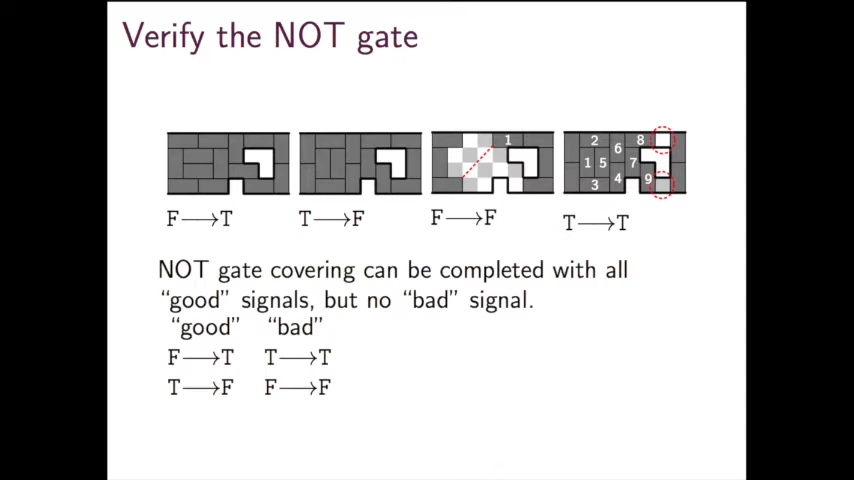 Verify the NOT gate
1
2
8
6
1
5
7
3
4
9
F⟶T
T⟶F
F⟶F
T⟶T
NOT gate covering can be completed with all
“good” signals, but no “bad” signal.
“good” “bad”
F⟶T T⟶T
T⟶F F⟶F